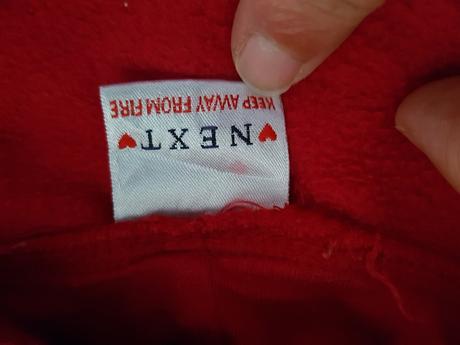 ♥ NEXT ♥
KEEP AWAY FROM FIRE